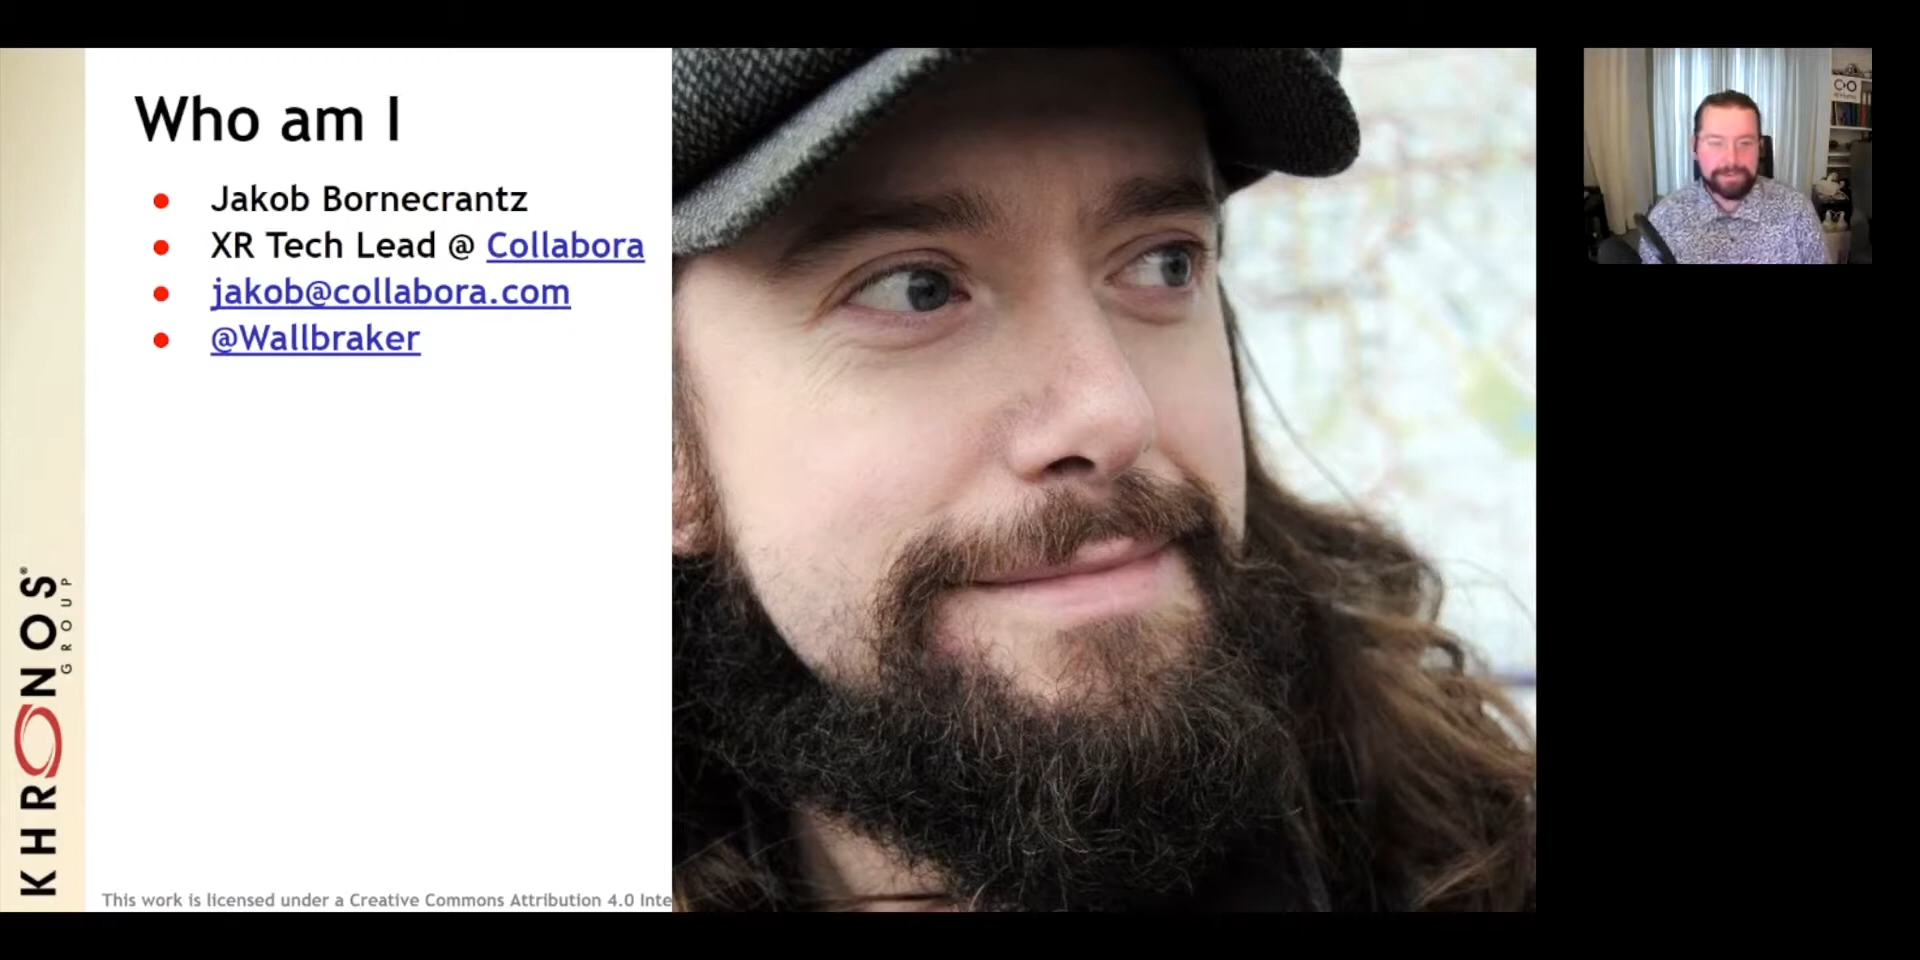 Who am I
Jakob Bornecrantz
XR Tech Lead @ Collabora
jakob@collabora.com
@Wallbraker
KHRONOS®
GROUP
This work is licensed under a Creative Commons Attribution 4.0 Inte